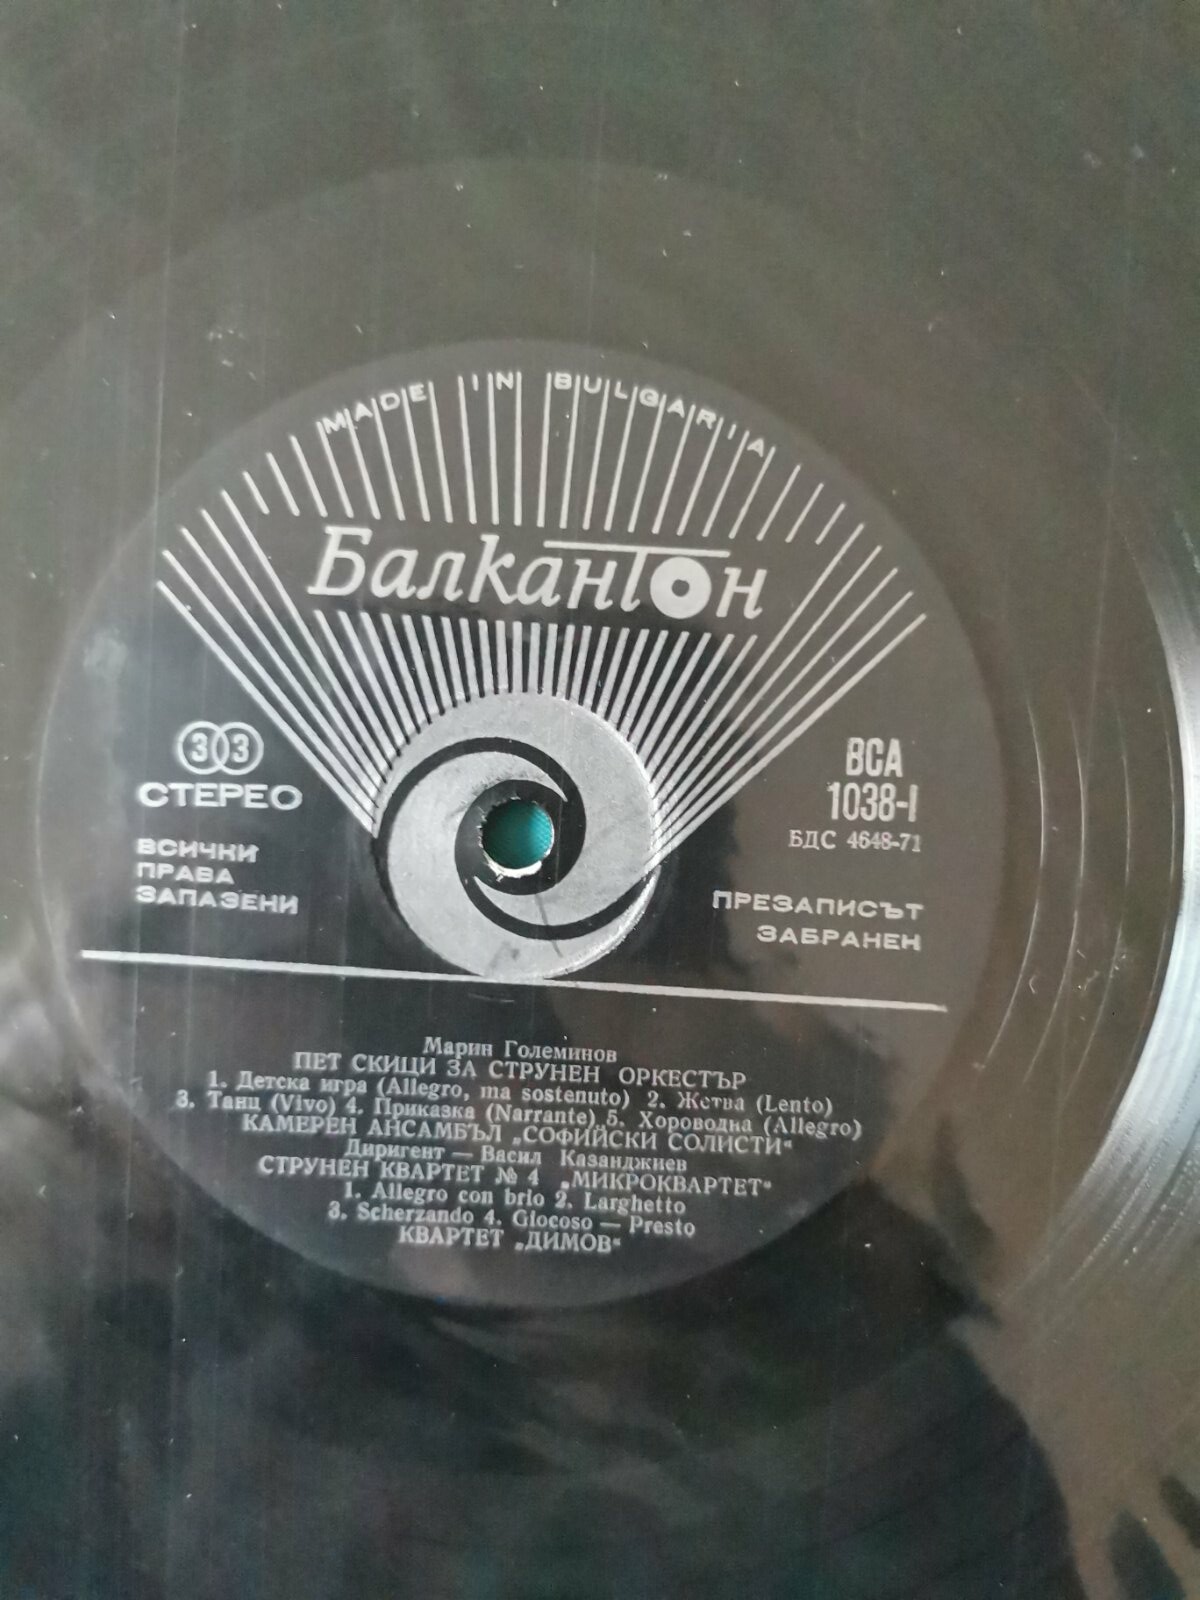 MADE IN BULGARIA
Балкантон
33
СТЕРЕО
ВСИЧКИ
ПРАВА
ЗАПАЗЕНИ
ВСА
1038-I
БДС 4648-71
ПРЕЗАПИСЪТ
ЗАБРАНЕН
Марин Големинов
ПЕТ СКИЦИ ЗА СТРУНЕН ОРКЕСТЪР
1. Детска игра (Allegro, ma sostenuto) 2. Жетва (Lento)
3. Танц (Vivo) 4. Приказка (Narrante) 5. Хороводна (Allegro)
КАМЕРЕН АНСАМБЪЛ „СОФИЙСКИ СОЛИСТИ“
Диригент — Васил Казанджиев
СТРУНЕН КВАРТЕТ № 4 „МИКРОКВАРТЕТ“
1. Allegro con brio 2. Larghetto
3. Scherzando 4. Giocoso — Presto
КВАРТЕТ „ДИМОВ“